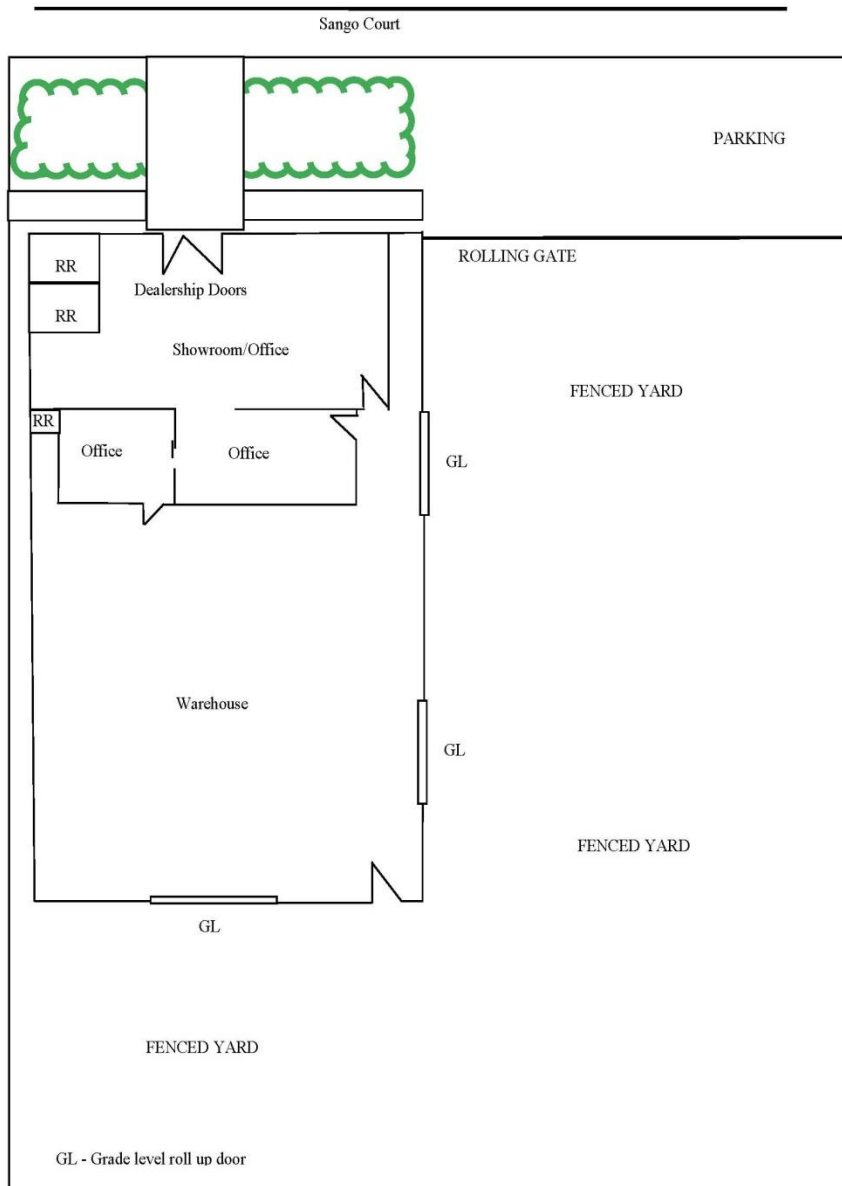 Sango Court
PARKING
ROLLING GATE
RR
Dealership Doors
RR
Showroom/Office
FENCED YARD
RR
Office
Office
GL
Warehouse
GL
FENCED YARD
GL
FENCED YARD
GL - Grade level roll up door